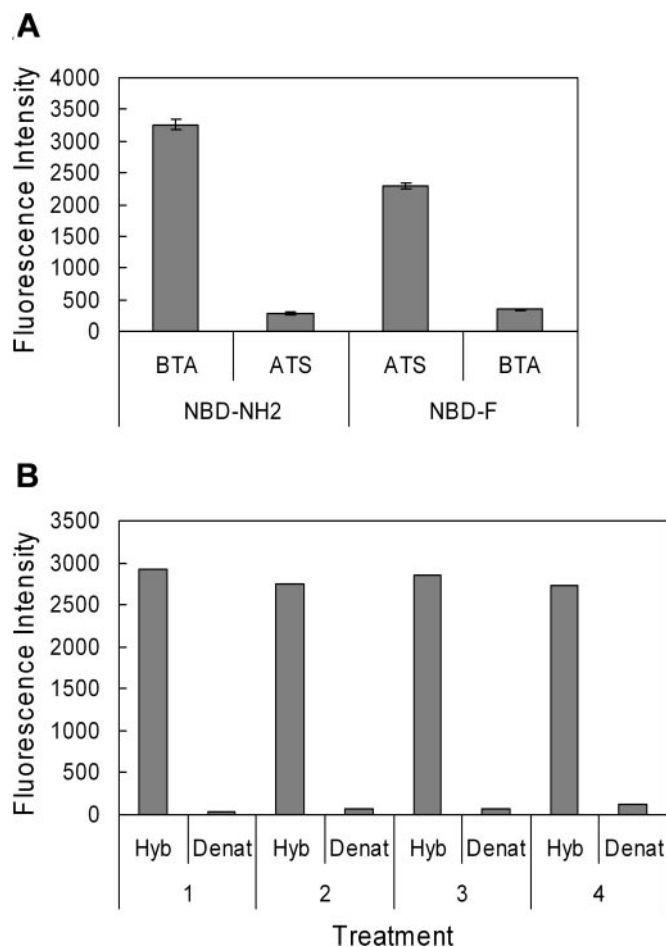 A
Fluorescence Intensity
4000
3500
3000
2500
2000
1500
1000
500
0
BTA ATS ATS BTA
NBD-NH2 NBD-F
B
Fluorescence Intensity
3500
3000
2500
2000
1500
1000
500
0
Hyb Denat Hyb Denat Hyb Denat Hyb Denat
1 2 3 4
Treatment